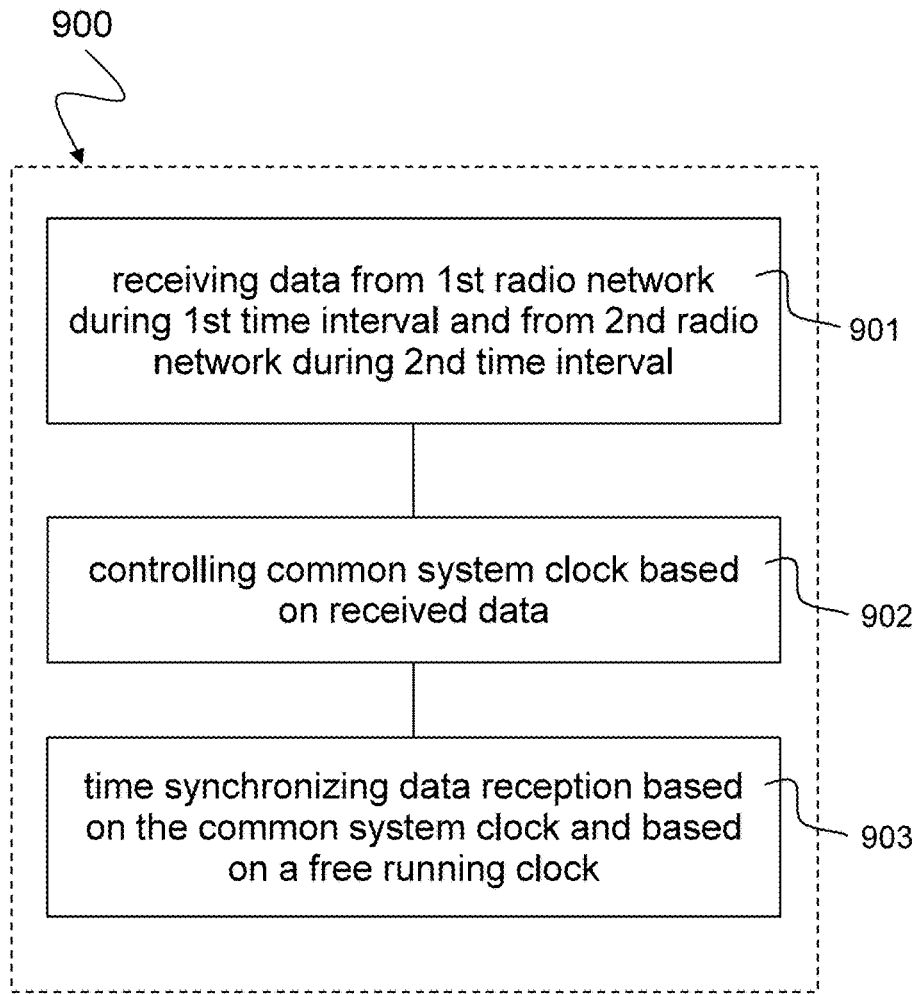 900
receiving data from 1st radio network
during 1st time interval and from 2nd radio
network during 2nd time interval
901
controlling common system clock based
on received data
902
time synchronizing data reception based
on the common system clock and based
on a free running clock
903